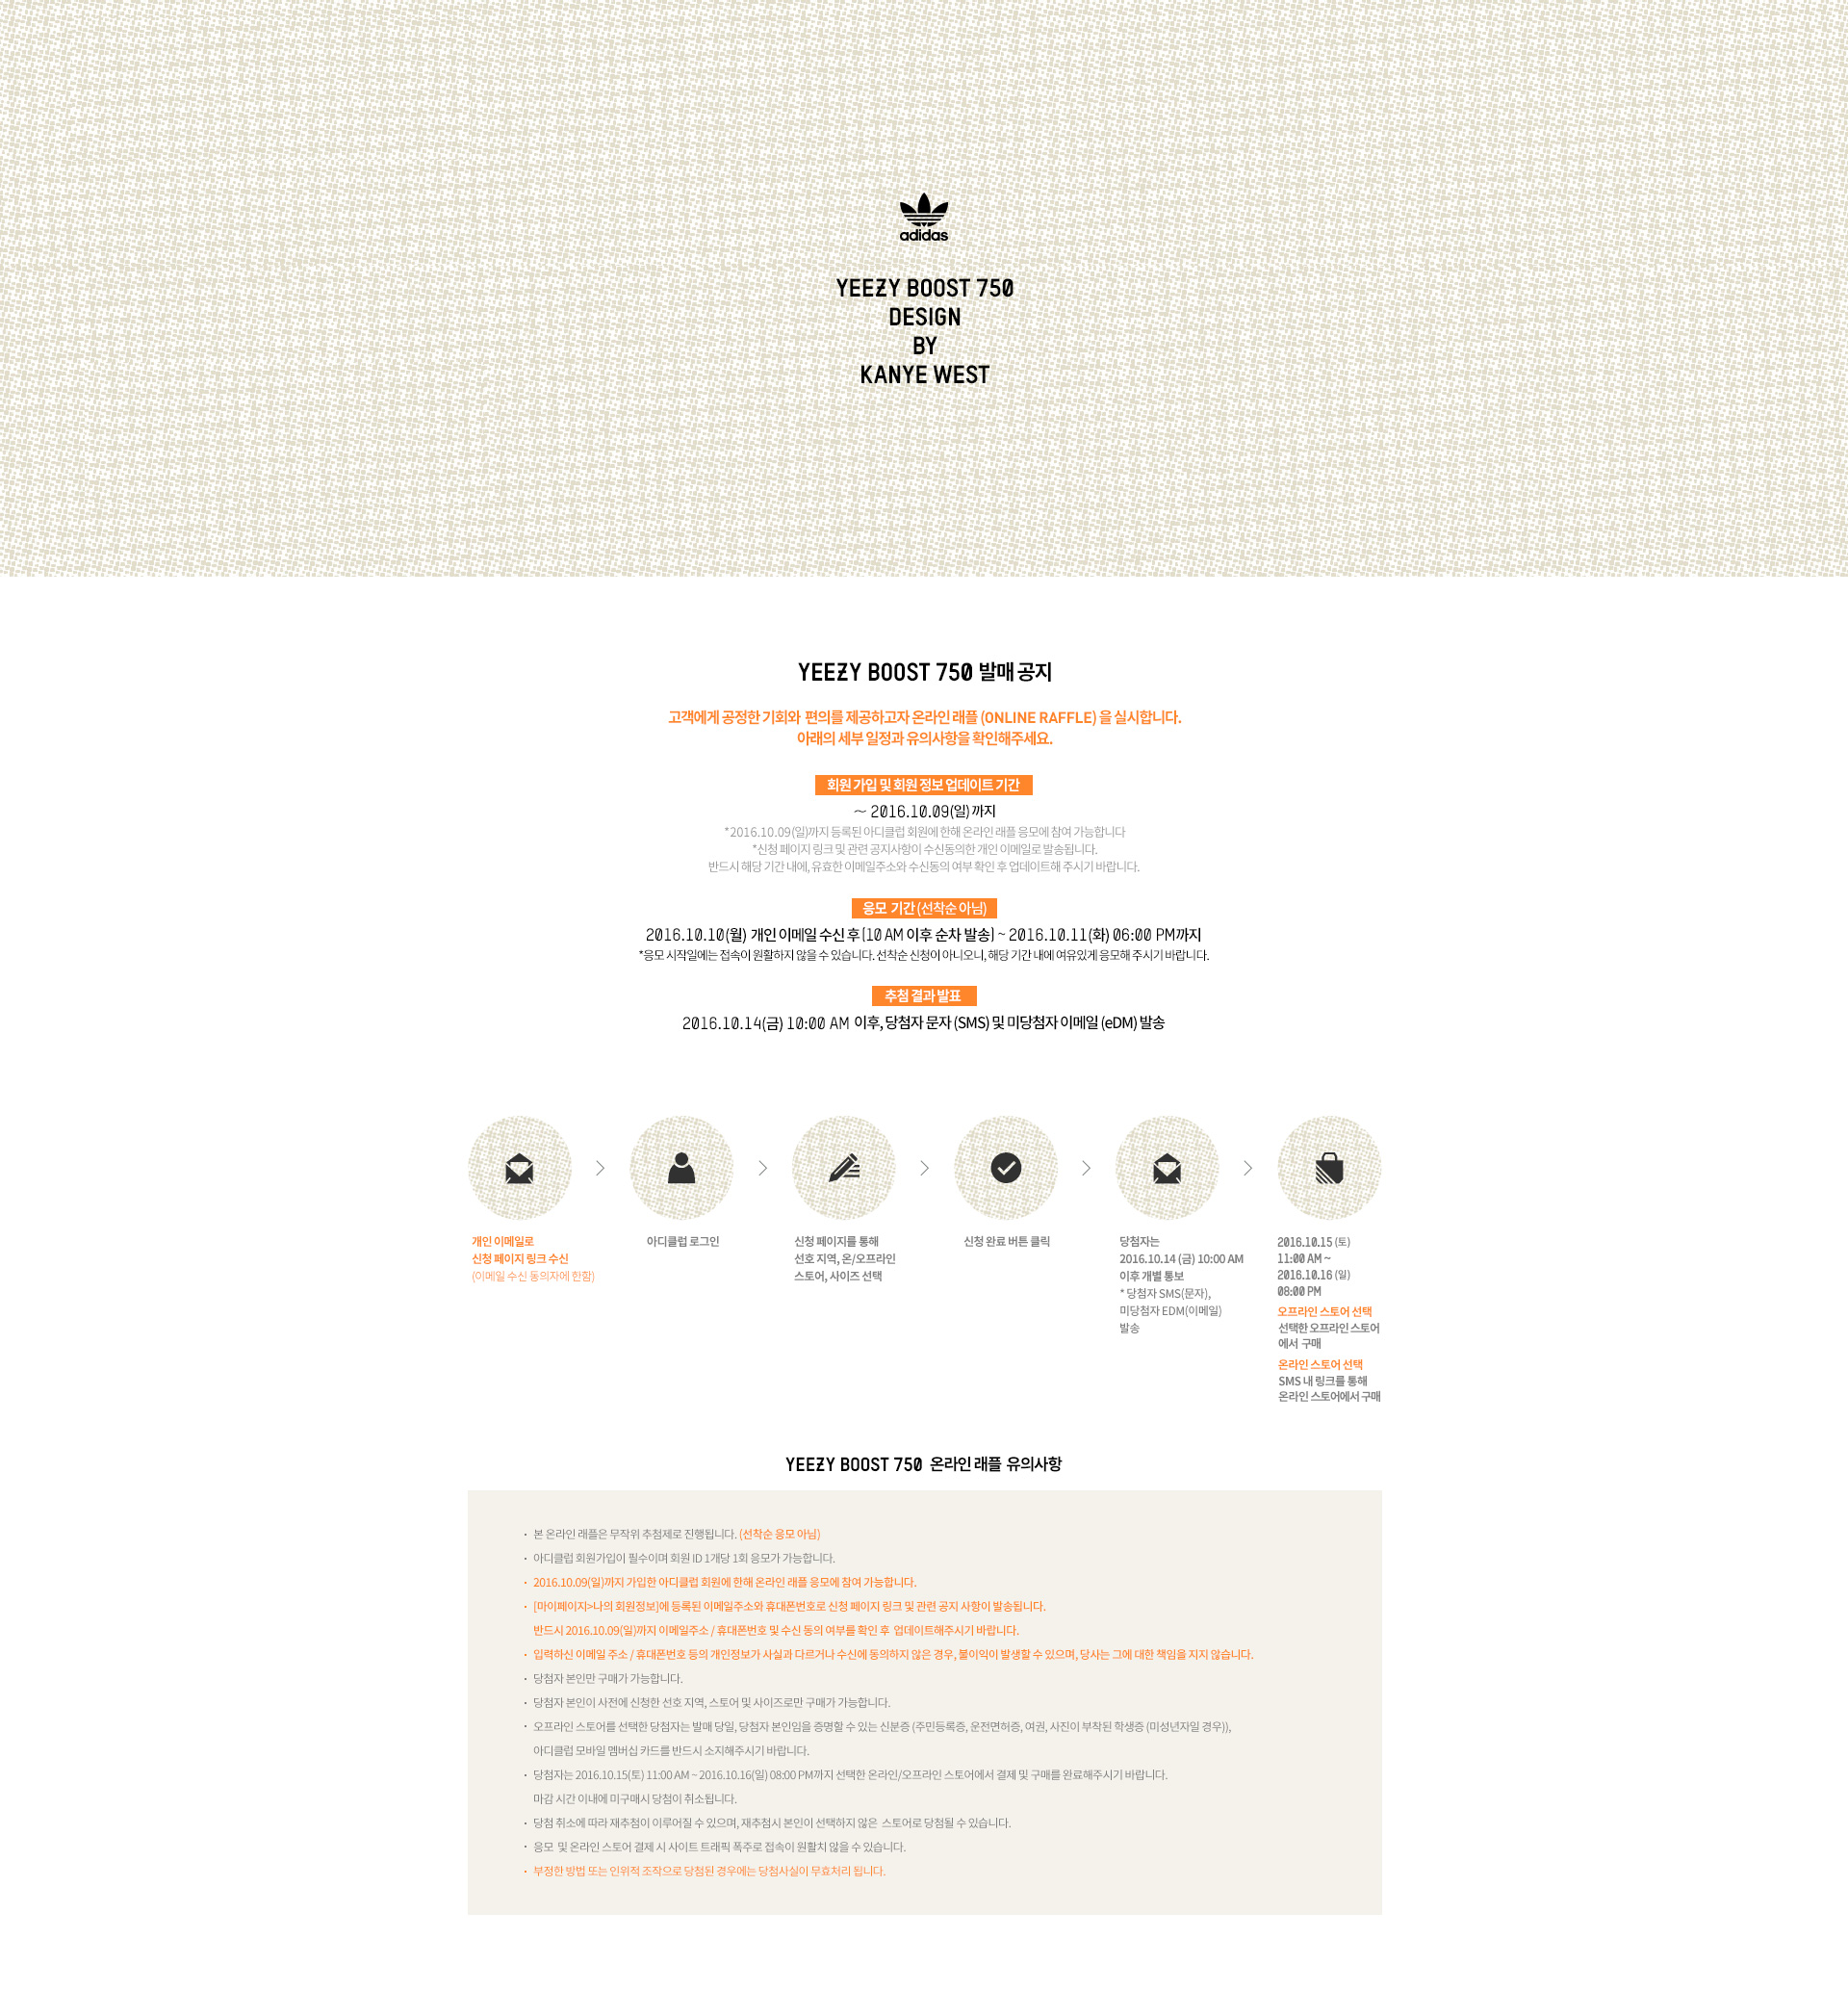 adidas
YEEZY BOOST 750
DESIGN
BY
KANYE WEST
YEEZY BOOST 750 발매 공지
고객에게 공정한 기회와 편의를 제공하고자 온라인 래플 (ONLINE RAFFLE) 을 실시합니다.
아래의 세부 일정과 유의사항을 확인해주세요.
회원 가입 및 회원 정보 업데이트 기간
~ 2016.10.09(일) 까지
*2016.10.09(일)까지 등록된 아디클럽 회원에 한해 온라인 래플 응모에 참여 가능합니다
*신청 페이지 링크 및 관련 공지사항이 수신동의한 개인 이메일로 발송됩니다.
반드시 해당 기간 내에, 유효한 이메일주소와 수신동의 여부 확인 후 업데이트해 주시기 바랍니다.
응모 기간 (선착순 아님)
2016.10.10(월) 개인 이메일 수신 후 [10 AM 이후 순차 발송] ~ 2016.10.11(화) 06:00 PM까지
*응모 시작일에는 접속이 원활하지 않을 수 있습니다. 선착순 신청이 아니오니, 해당 기간 내에 여유있게 응모해 주시기 바랍니다.
추첨 결과 발표
2016.10.14(금) 10:00 AM 이후, 당첨자 문자 (SMS) 및 미당첨자 이메일 (eDM) 발송
개인 이메일로
신청 페이지 링크 수신
(이메일 수신 동의자에 한함)
아디클럽 로그인
신청 페이지를 통해
선호 지역, 온/오프라인
스토어, 사이즈 선택
신청 완료 버튼 클릭
당첨자는
2016.10.14 (금) 10:00 AM
이후 개별 통보
* 당첨자 SMS(문자),
미당첨자 EDM(이메일)
발송
2016.10.15 (토)
11:00 AM ~
2016.10.16 (일)
08:00 PM
오프라인 스토어 선택
선택한 오프라인 스토어
에서 구매
온라인 스토어 선택
SMS 내 링크를 통해
온라인 스토어에서 구매
YEEZY BOOST 750 온라인 래플 유의사항
· 본 온라인 래플은 무작위 추첨제로 진행됩니다. (선착순 응모 아님)
· 아디클럽 회원가입이 필수이며 회원 ID 1개당 1회 응모가 가능합니다.
· 2016.10.09(일)까지 가입한 아디클럽 회원에 한해 온라인 래플 응모에 참여 가능합니다.
· [마이페이지>나의 회원정보]에 등록된 이메일주소와 휴대폰번호로 신청 페이지 링크 및 관련 공지 사항이 발송됩니다.
반드시 2016.10.09(일)까지 이메일주소 / 휴대폰번호 및 수신 동의 여부를 확인 후 업데이트해주시기 바랍니다.
· 입력하신 이메일 주소 / 휴대폰번호 등의 개인정보가 사실과 다르거나 수신에 동의하지 않은 경우, 불이익이 발생할 수 있으며, 당사는 그에 대한 책임을 지지 않습니다.
· 당첨자 본인만 구매가 가능합니다.
· 당첨자 본인이 사전에 신청한 선호 지역, 스토어 및 사이즈로만 구매가 가능합니다.
· 오프라인 스토어를 선택한 당첨자는 발매 당일, 당첨자 본인임을 증명할 수 있는 신분증 (주민등록증, 운전면허증, 여권, 사진이 부착된 학생증 (미성년자일 경우)),
아디클럽 모바일 멤버십 카드를 반드시 소지해주시기 바랍니다.
· 당첨자는 2016.10.15(토) 11:00 AM ~ 2016.10.16(일) 08:00 PM까지 선택한 온라인/오프라인 스토어에서 결제 및 구매를 완료해주시기 바랍니다.
마감 시간 이내에 미구매시 당첨이 취소됩니다.
· 당첨 취소에 따라 재추첨이 이루어질 수 있으며, 재추첨시 본인이 선택하지 않은 스토어로 당첨될 수 있습니다.
· 응모 및 온라인 스토어 결제 시 사이트 트래픽 폭주로 접속이 원활치 않을 수 있습니다.
· 부정한 방법 또는 인위적 조작으로 당첨된 경우에는 당첨사실이 무효처리 됩니다.